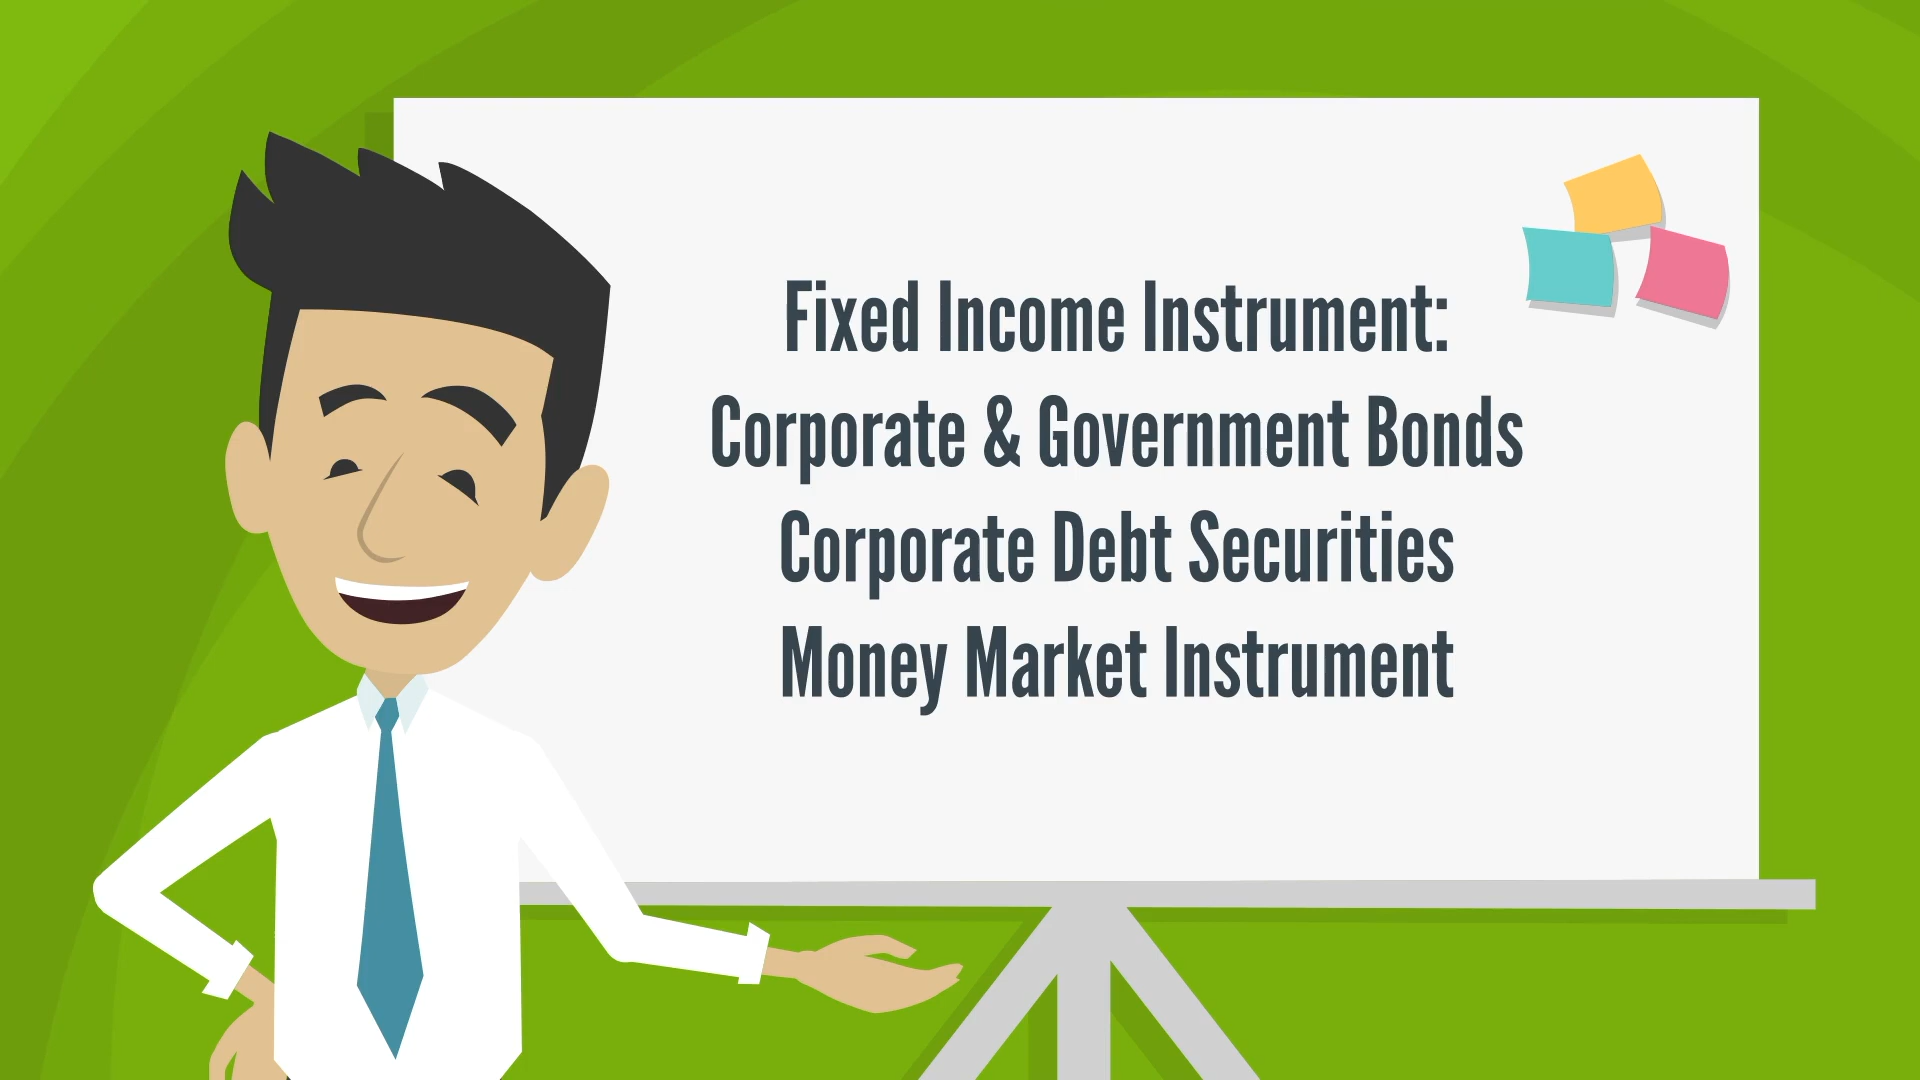 Fixed Income Instrument:
Corporate & Government Bonds
Corporate Debt Securities
Money Market Instrument